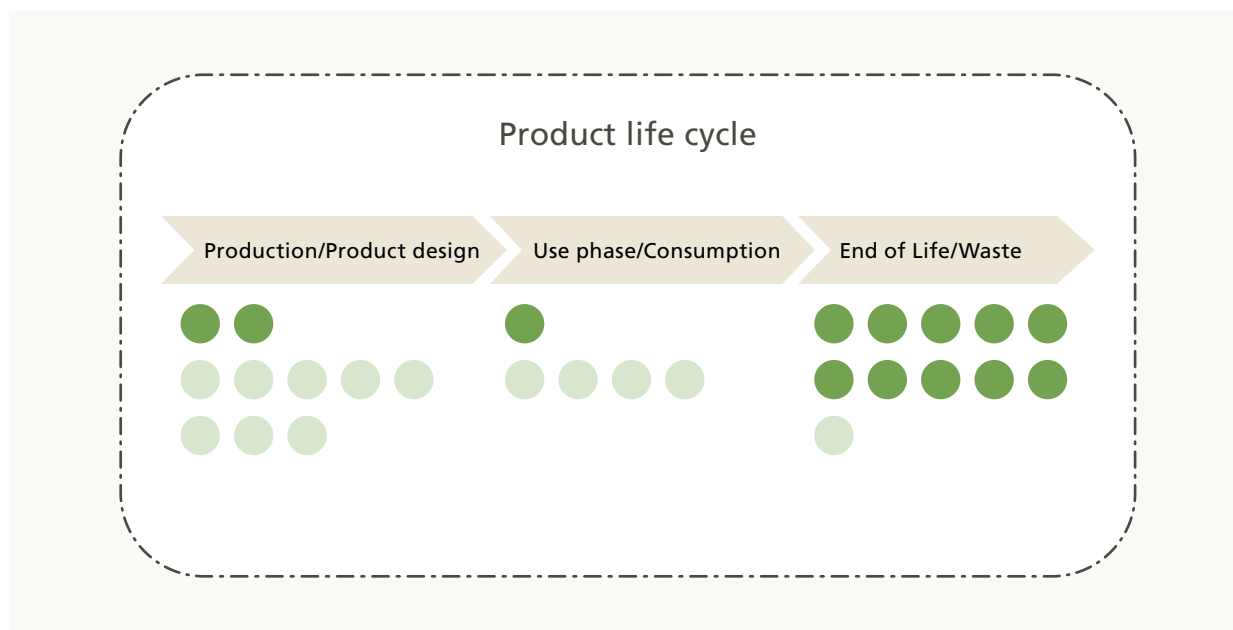 Product life cycle
Production/Product design
Use phase/Consumption
End of Life/Waste